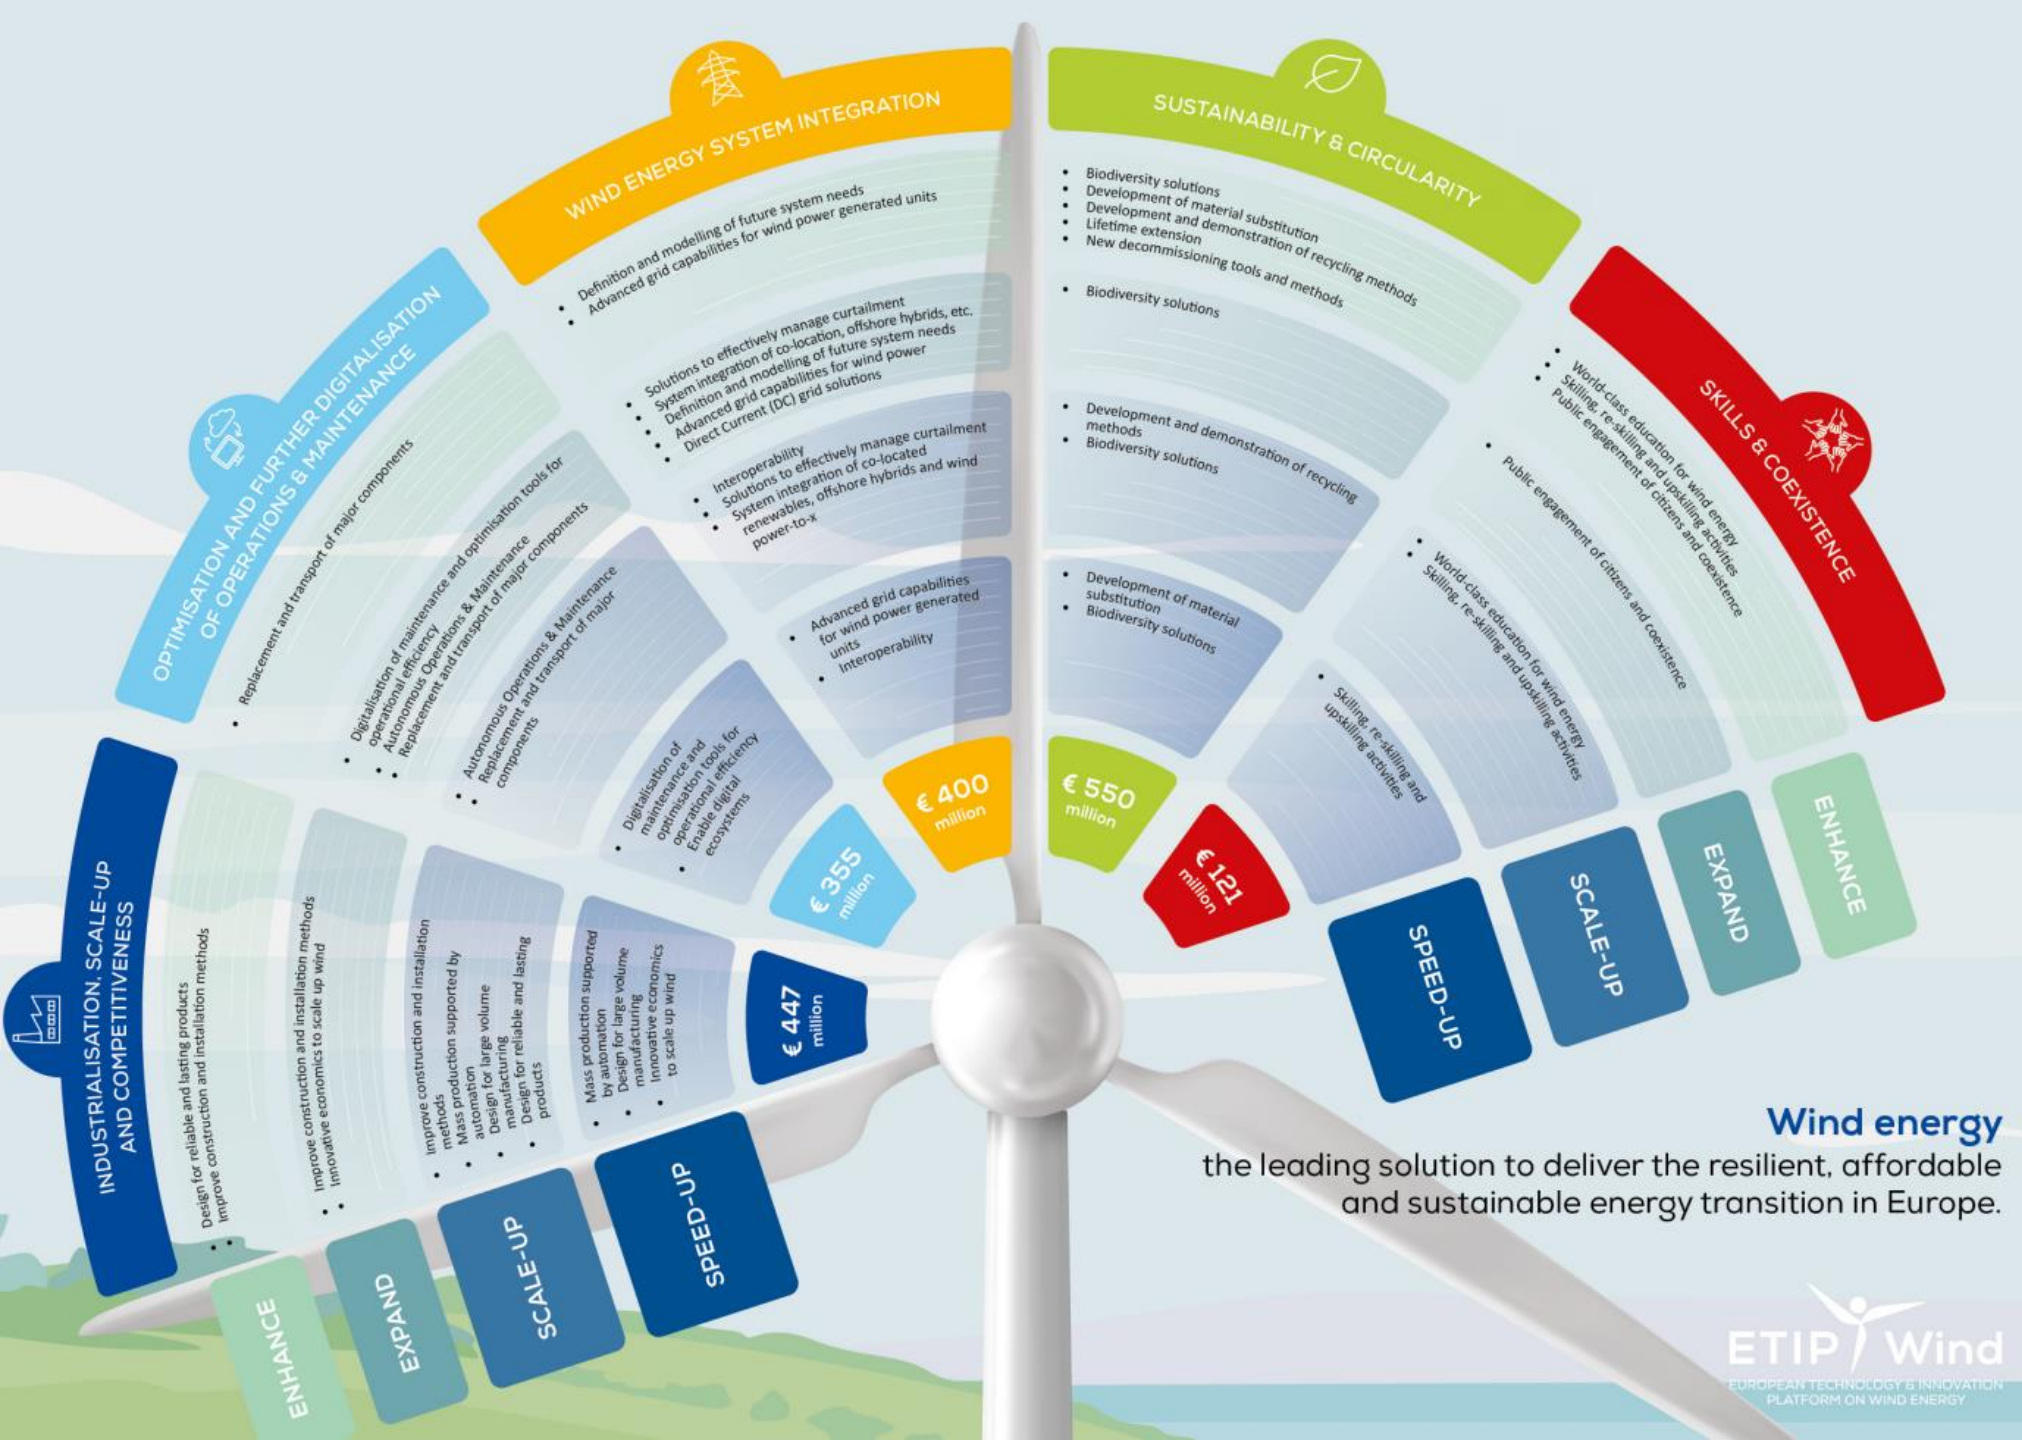 WIND ENERGY SYSTEM INTEGRATION
• Definition and modelling of future system needs
• Advanced grid capabilities for wind power generated units
• Solutions to effectively manage curtailment
• System integration of co-location, offshore hybrids, etc.
• Definition and modelling of future system needs
• Advanced grid capabilities for wind power
• Direct Current (DC) grid solutions
• Interoperability
• Solutions to effectively manage curtailment
• System integration of co-located
renewables, offshore hybrids and wind
power-to-x
• Advanced grid capabilities
for wind power generated
units
• Interoperability
€ 400
million
SUSTAINABILITY & CIRCULARITY
• Biodiversity solutions
• Development of material substitution
• Development and demonstration of recycling methods
• Lifetime extension
• New decommissioning tools and methods
• Biodiversity solutions
• Development and demonstration of recycling
methods
• Biodiversity solutions
• Development of material
substitution
• Biodiversity solutions
€ 550
million
SKILLS & COEXISTENCE
• World-class education for wind energy
• Skilling, re-skilling and upskilling activities
• Public engagement of citizens and coexistence
• Public engagement of citizens and coexistence
• World-class education for wind energy
• Skilling, re-skilling and upskilling activities
• Skilling, re-skilling and
upskilling activities
€ 121
million
OPTIMISATION AND FURTHER DIGITALISATION
OF OPERATIONS & MAINTENANCE
• Replacement and transport of major components
• Digitalisation of maintenance and optimisation tools for
operational efficiency
• Autonomous Operations & Maintenance
• Replacement and transport of major components
• Autonomous Operations & Maintenance
• Replacement and transport of major
components
• Digitalisation of
maintenance and
optimisation tools for
operational efficiency
• Enable digital
ecosystems
€ 355
million
INDUSTRIALISATION, SCALE-UP
AND COMPETITIVENESS
• Design for reliable and lasting products
• Improve construction and installation methods
• Improve construction and installation methods
• Innovative economics to scale up wind
• Improve construction and installation
methods
• Mass production supported by
automation
• Design for large volume
manufacturing
• Design for reliable and lasting
products
• Mass production supported
by automation
• Design for large volume
manufacturing
• Innovative economics
to scale up wind
€ 447
million
ENHANCE
EXPAND
SCALE-UP
SPEED-UP
SPEED-UP
SCALE-UP
EXPAND
ENHANCE
Wind energy
the leading solution to deliver the resilient, affordable
and sustainable energy transition in Europe.
ETIP Wind
EUROPEAN TECHNOLOGY & INNOVATION
PLATFORM ON WIND ENERGY